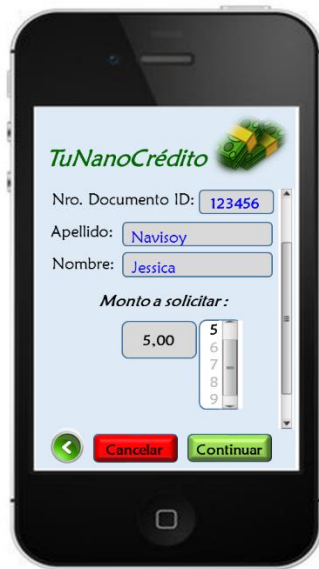 TuNanoCrédito
Nro. Documento ID: 123456
Apellido: Navisoy
Nombre: Jessica
Monto a solicitar :
5,00
5
6
7
8
9
Cancelar Continuar